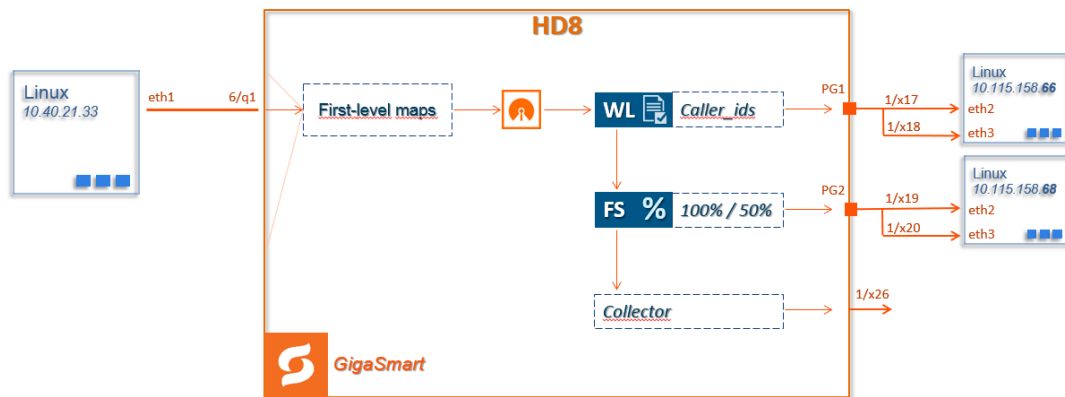 HD8
Linux
10.40.21.33
eth1
6/q1
First-level maps
WL
Caller_ids
PG1
1/x17
1/x18
Linux
10.115.158.66
eth2
eth3
FS
%
100% / 50%
PG2
1/x19
1/x20
Linux
10.115.158.68
eth2
eth3
Collector
1/x26
GigaSmart